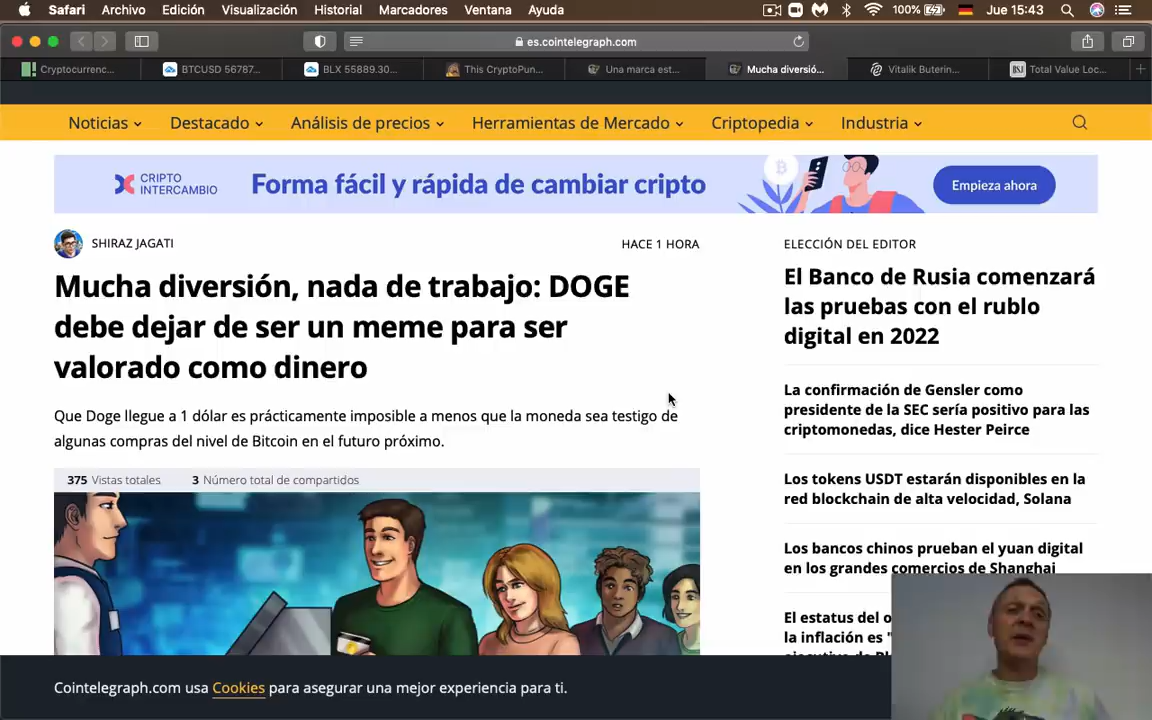 Safari Archivo Edición Visualización Historial Marcadores Ventana Ayuda 100% Jue 15:43
es.cointelegraph.com
Cryptocurrenc... BTCUSD 56787... BLX 55889.30... This CryptoPun... Una marca est... Mucha diversió... Vitalik Buterin,... Total Value Loc...
Noticias Destacado Análisis de precios Herramientas de Mercado Criptopedia Industria
CRIPTO
INTERCAMBIO
Forma fácil y rápida de cambiar cripto
Empieza ahora
SHIRAZ JAGATI
HACE 1 HORA
Mucha diversión, nada de trabajo: DOGE
debe dejar de ser un meme para ser
valorado como dinero
Que Doge llegue a 1 dólar es prácticamente imposible a menos que la moneda sea testigo de
algunas compras del nivel de Bitcoin en el futuro próximo.
375 Vistas totales 3 Número total de compartidos
ELECCIÓN DEL EDITOR
El Banco de Rusia comenzará
las pruebas con el rublo
digital en 2022
La confirmación de Gensler como
presidente de la SEC sería positivo para las
criptomonedas, dice Hester Peirce
Los tokens USDT estarán disponibles en la
red blockchain de alta velocidad, Solana
Los bancos chinos prueban el yuan digital
en los grandes comercios de Shanghai
El estatus del o
la inflación es "
Cointelegraph.com usa Cookies para asegurar una mejor experiencia para ti.